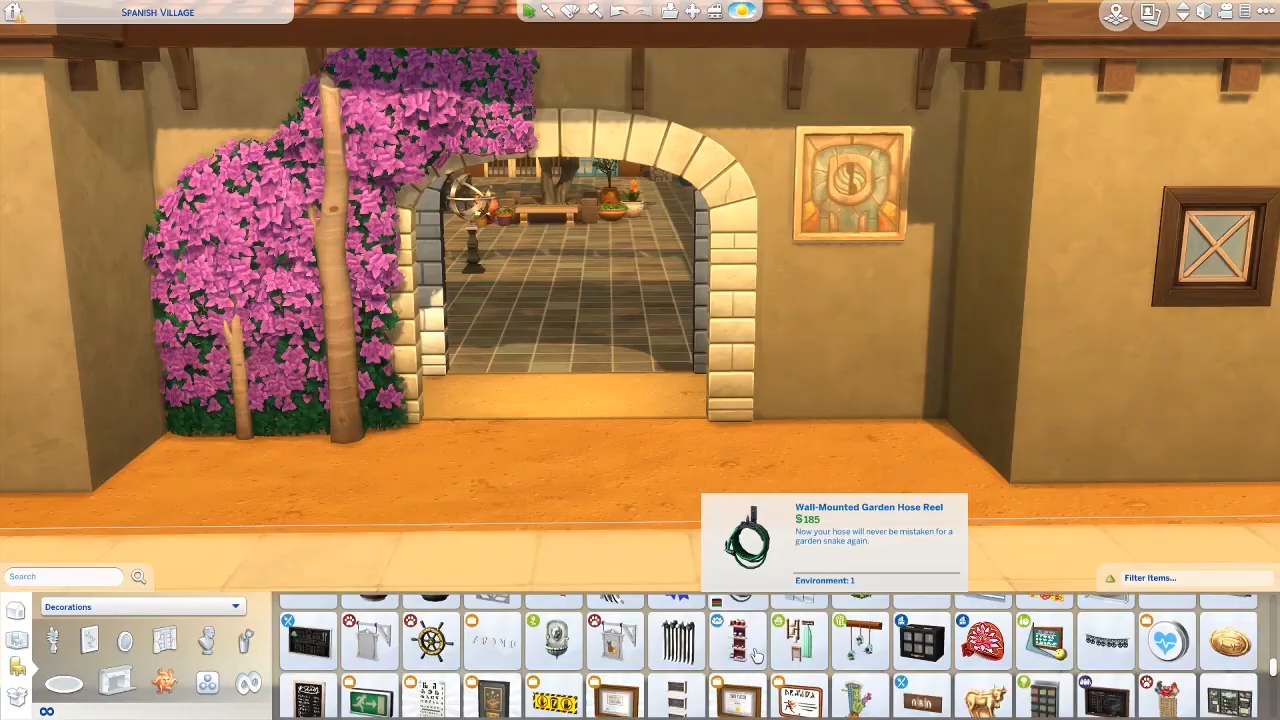 SPANISH VILLAGE
Wall-Mounted Garden Hose Reel
$185
Now your hose will never be mistaken for a
garden snake again.
Environment: 1
Search
Filter Items...
Decorations